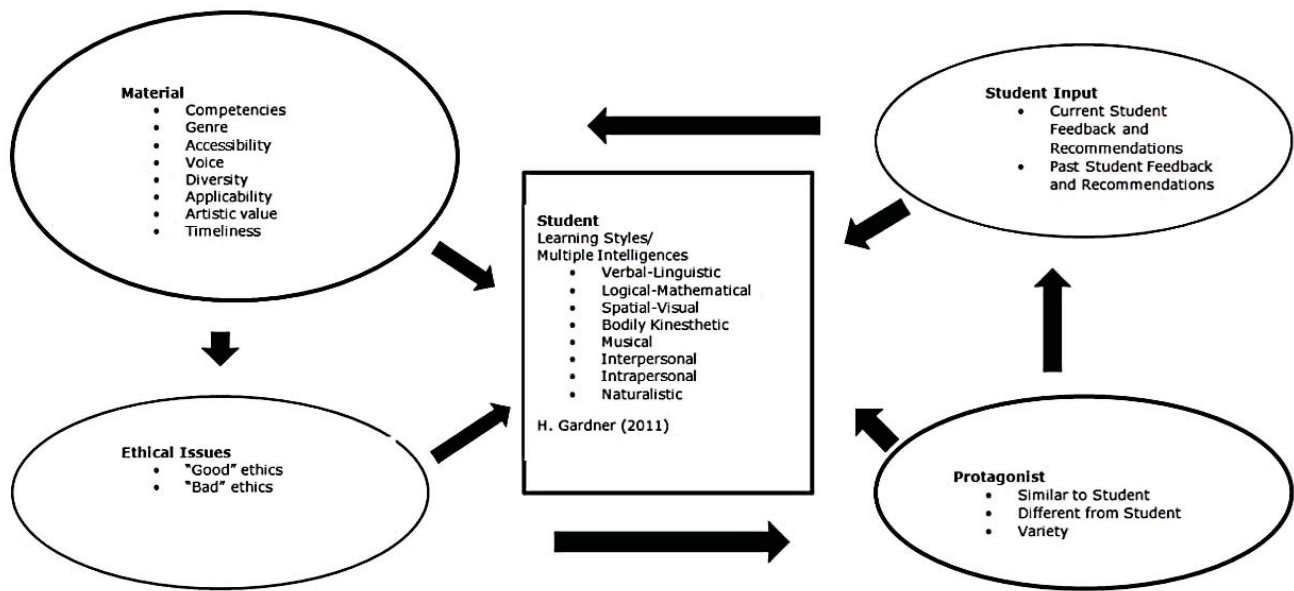 Material
• Competencies
• Genre
• Accessibility
• Voice
• Diversity
• Applicability
• Artistic value
• Timeliness
Student Input
• Current Student
Feedback and
Recommendations
• Past Student Feedback
and Recommendations
Student
Learning Styles/
Multiple Intelligences
• Verbal-Linguistic
• Logical-Mathematical
• Spatial-Visual
• Bodily Kinesthetic
• Musical
• Interpersonal
• Intrapersonal
• Naturalistic
H. Gardner (2011)
Ethical Issues
• “Good” ethics
• “Bad” ethics
Protagonist
• Similar to Student
• Different from Student
• Variety